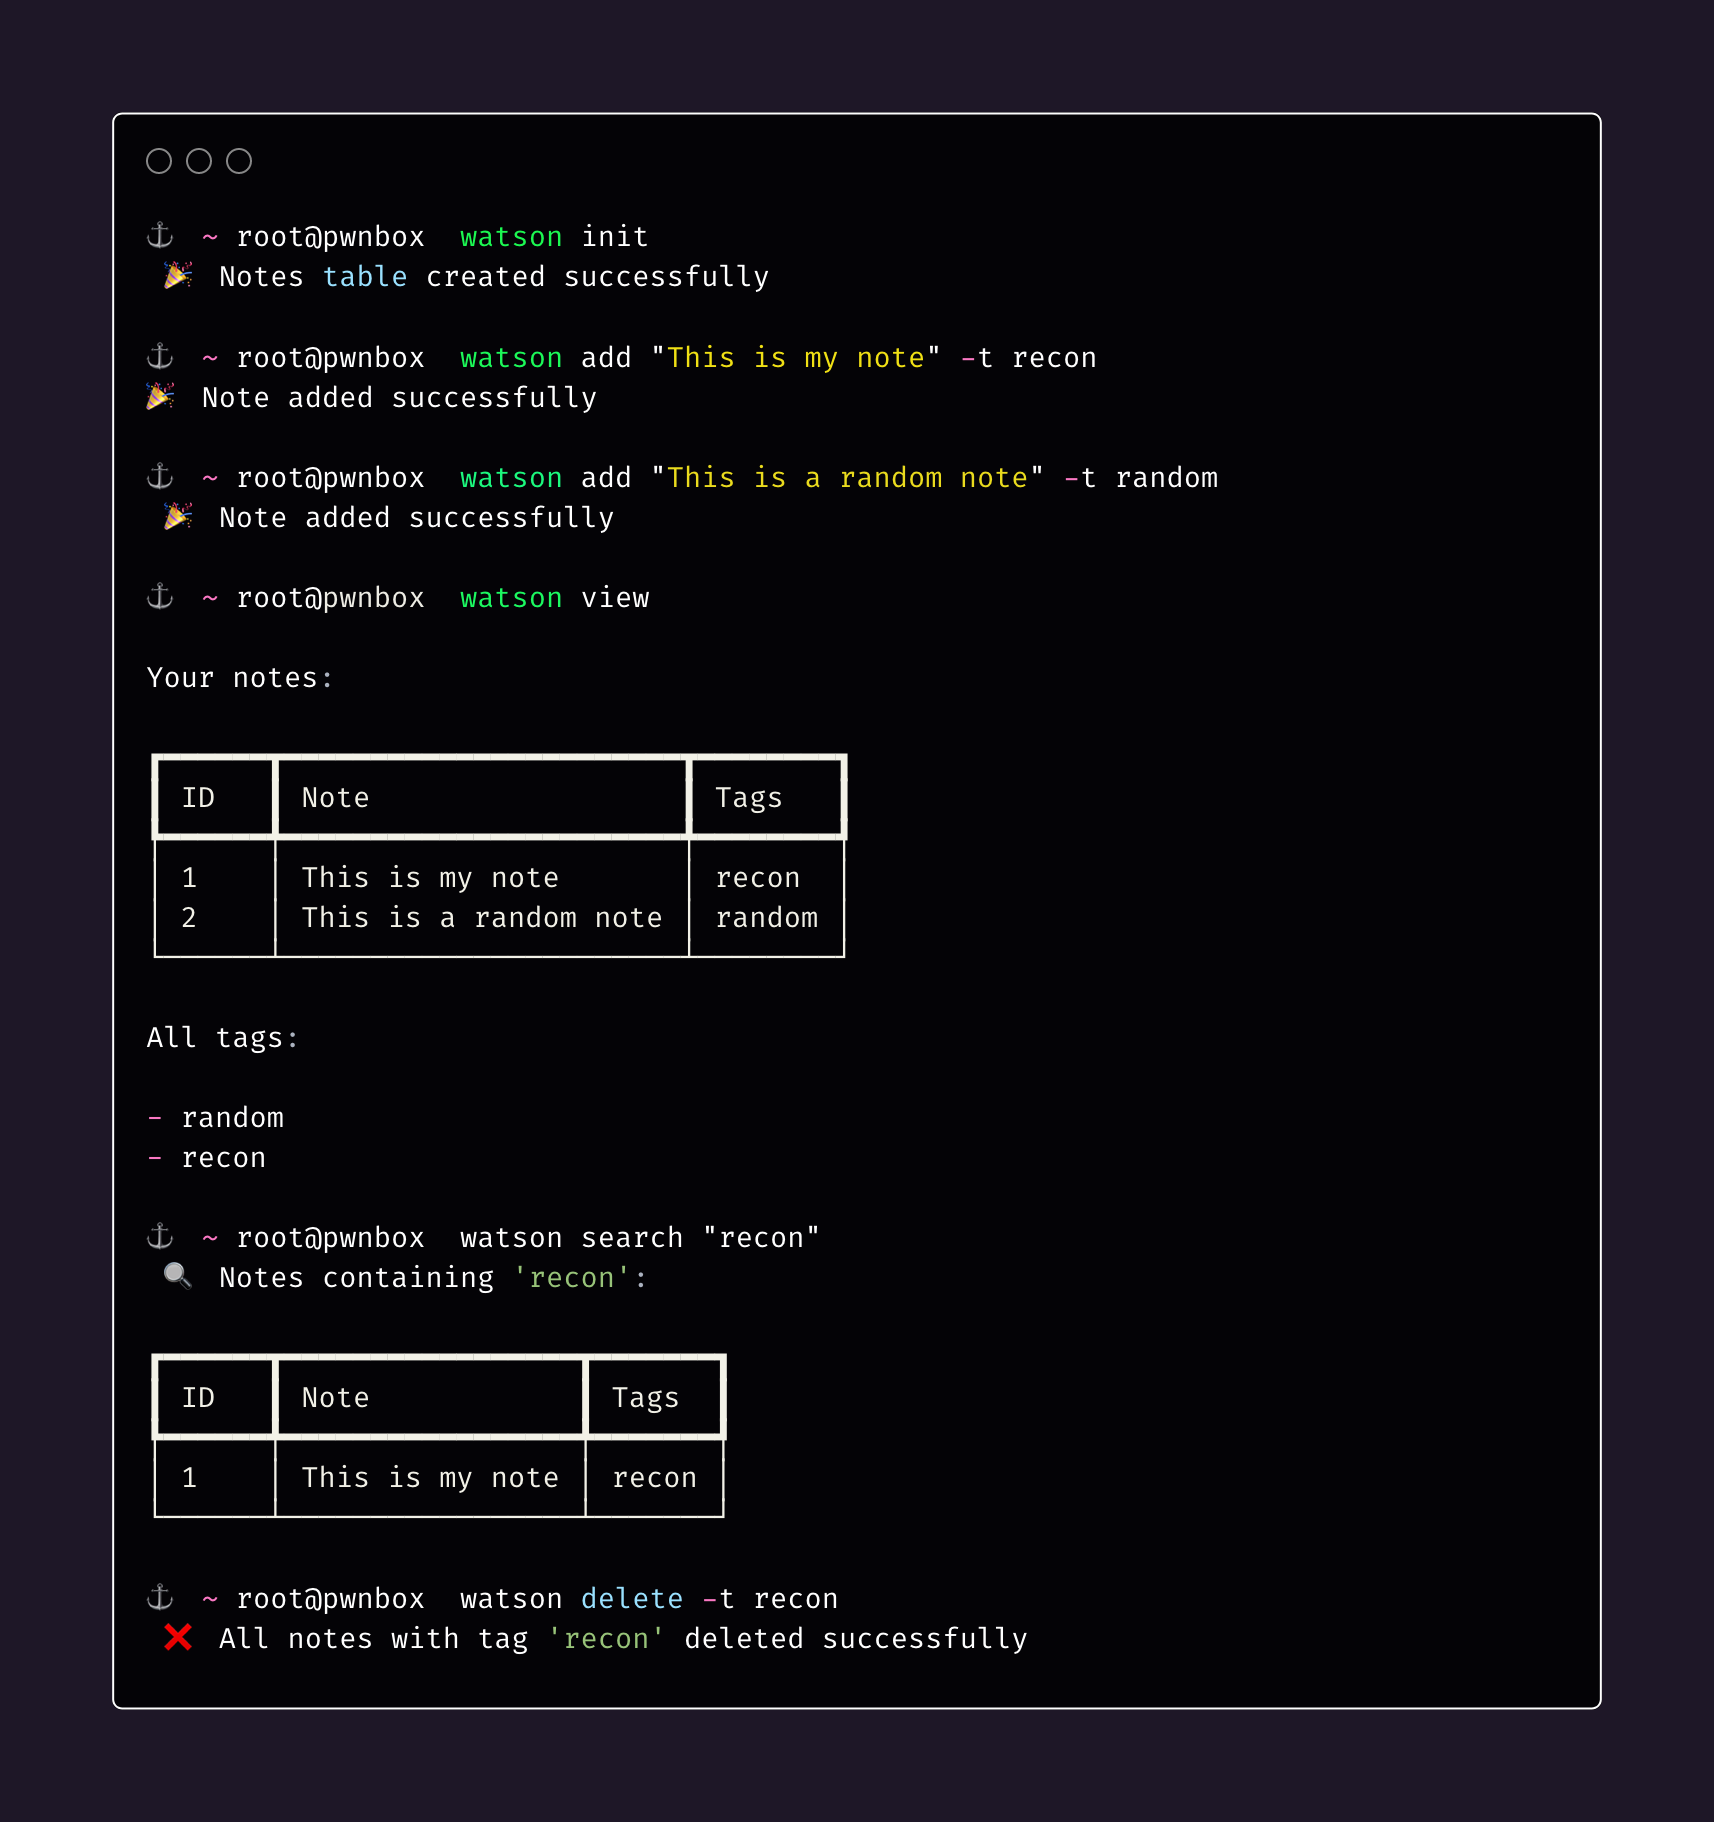 ⚓ ~ root@pwnbox watson init
🎉 Notes table created successfully
⚓ ~ root@pwnbox watson add "This is my note" -t recon
🎉 Note added successfully
⚓ ~ root@pwnbox watson add "This is a random note" -t random
🎉 Note added successfully
⚓ ~ root@pwnbox watson view
Your notes:
ID Note Tags
1 This is my note recon
2 This is a random note random
All tags:
- random
- recon
⚓ ~ root@pwnbox watson search "recon"
🔍 Notes containing 'recon':
ID Note Tags
1 This is my note recon
⚓ ~ root@pwnbox watson delete -t recon
❌ All notes with tag 'recon' deleted successfully